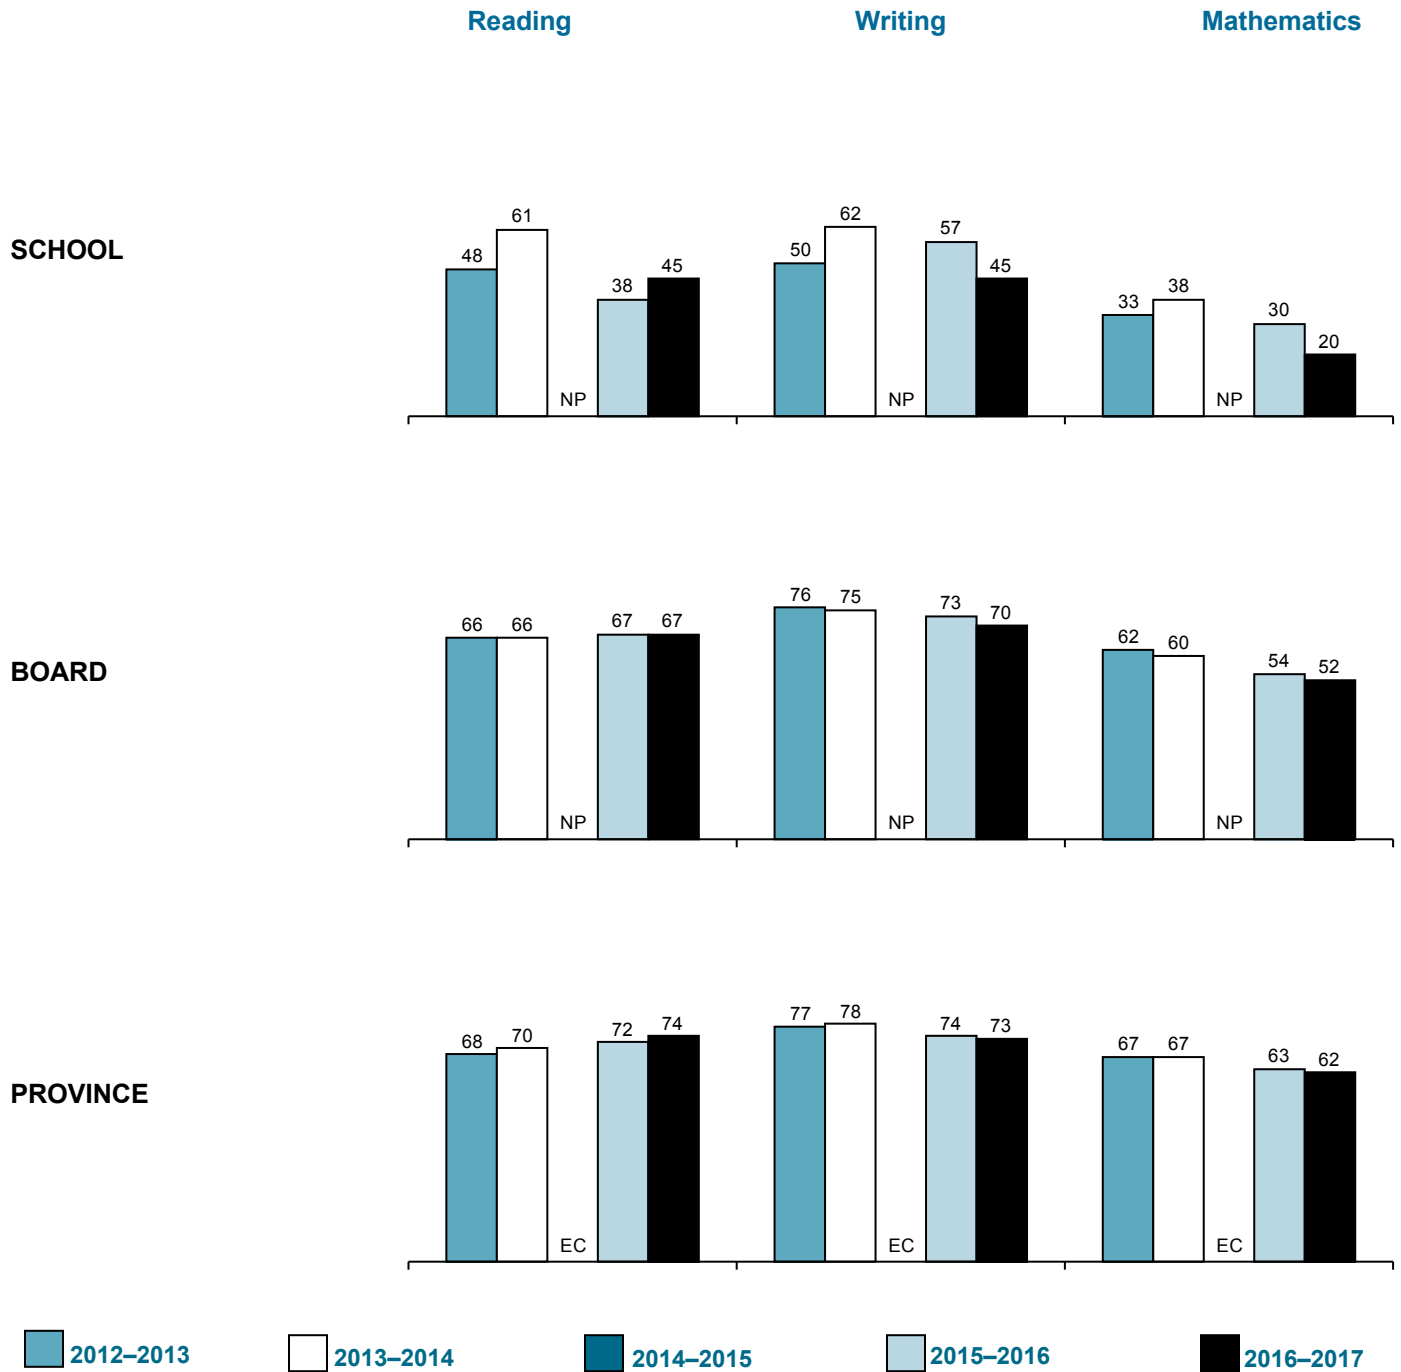 Reading Writing Mathematics
SCHOOL
48 61 NP 38 45 50 62 NP 57 45 33 38 NP 30 20
BOARD
66 66 NP 67 67 76 75 NP 73 70 62 60 NP 54 52
PROVINCE
68 70 EC 72 74 77 78 EC 74 73 67 67 EC 63 62
2012–2013 2013–2014 2014–2015 2015–2016 2016–2017